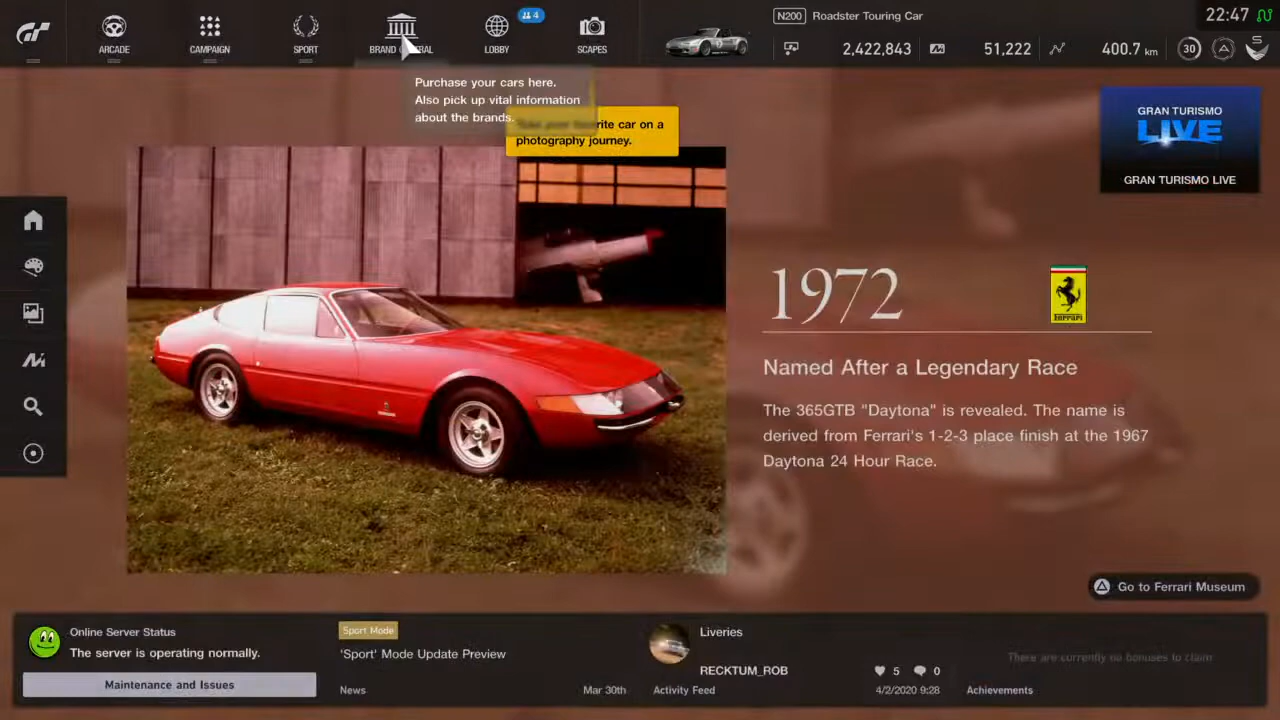 ARCADE
CAMPAIGN
SPORT
BRAND CENTRAL
LOBBY
4
SCAPES
N200 Roadster Touring Car
2,422,843
51,222
400.7 km
30
22:47
S
Purchase your cars here.
Also pick up vital information
about the brands.
rite car on a
photography journey.
GRAN TURISMO
LIVE
GRAN TURISMO LIVE
1972
Ferrari
Named After a Legendary Race
The 365GTB "Daytona" is revealed. The name is
derived from Ferrari's 1-2-3 place finish at the 1967
Daytona 24 Hour Race.
Go to Ferrari Museum
Online Server Status
The server is operating normally.
Maintenance and Issues
Sport Mode
'Sport' Mode Update Preview
News
Mar 30th
Liveries
RECKTUM_ROB
5
0
Activity Feed
4/2/2020 9:28
There are currently no bonuses to claim
Achievements